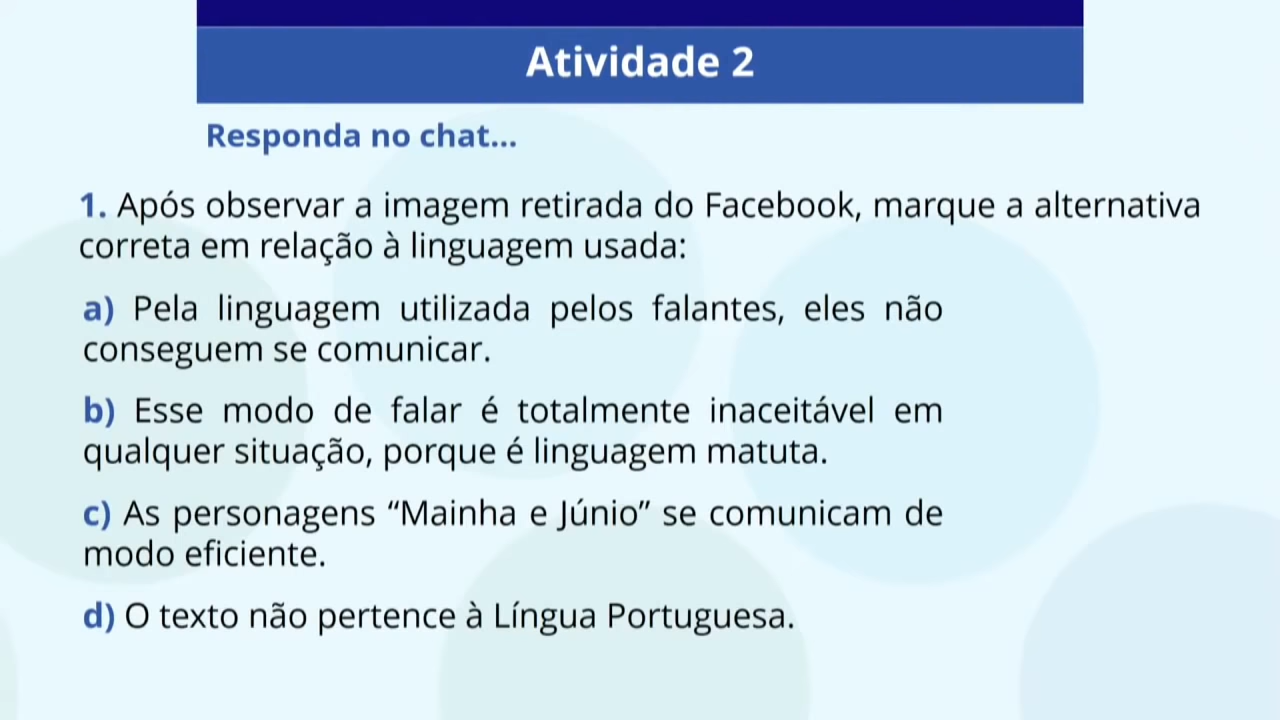 Atividade 2
Responda no chat...
1. Após observar a imagem retirada do Facebook, marque a alternativa
correta em relação à linguagem usada:
a) Pela linguagem utilizada pelos falantes, eles não
conseguem se comunicar.
b) Esse modo de falar é totalmente inaceitável em
qualquer situação, porque é linguagem matuta.
c) As personagens “Mainha e Júnio” se comunicam de
modo eficiente.
d) O texto não pertence à Língua Portuguesa.